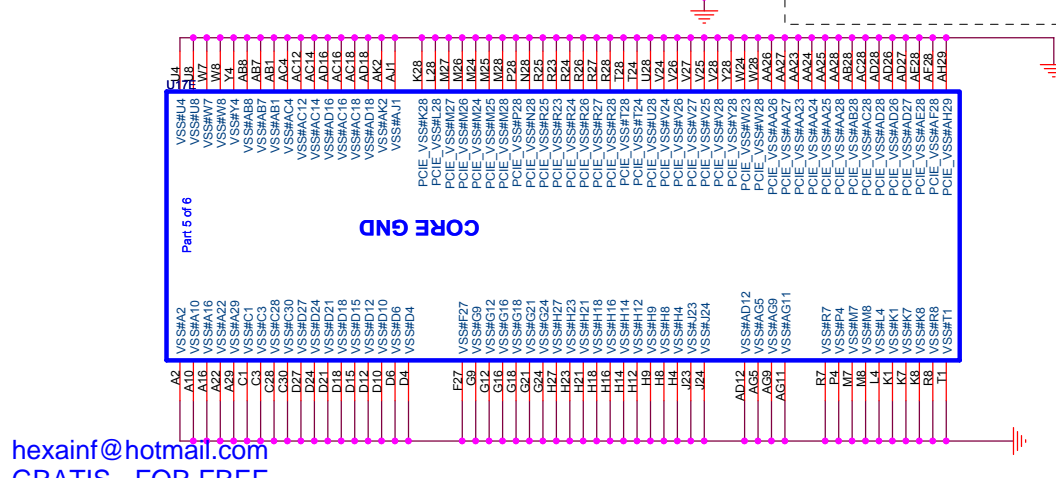 U4
U8
W7
W8
Y4
AB8
AB7
AB1
AC4
AC12
AC14
AD16
AC16
AC18
AD18
AK2
AJ1
K28
L28
M27
M26
M24
M25
M28
P28
N28
R25
R23
R24
R26
R27
R28
T28
T24
U28
V24
V26
V27
V25
V28
Y28
W24
W28
AA26
AA27
AA23
AA24
AA25
AA28
AB28
AC28
AD28
AD26
AD27
AE28
AF28
AH29
U17E
VSS#U4
VSS#U8
VSS#W7
VSS#W8
VSS#Y4
VSS#AB8
VSS#AB7
VSS#AB1
VSS#AC4
VSS#AC12
VSS#AC14
VSS#AD16
VSS#AC16
VSS#AC18
VSS#AD18
VSS#AK2
VSS#AJ1
PCIE_VSS#K28
PCIE_VSS#L28
PCIE_VSS#M27
PCIE_VSS#M26
PCIE_VSS#M24
PCIE_VSS#M25
PCIE_VSS#M28
PCIE_VSS#P28
PCIE_VSS#N28
PCIE_VSS#R25
PCIE_VSS#R23
PCIE_VSS#R24
PCIE_VSS#R26
PCIE_VSS#R27
PCIE_VSS#R28
PCIE_VSS#T28
PCIE_VSS#T24
PCIE_VSS#U28
PCIE_VSS#V24
PCIE_VSS#V26
PCIE_VSS#V27
PCIE_VSS#V25
PCIE_VSS#V28
PCIE_VSS#Y28
PCIE_VSS#W23
PCIE_VSS#W28
PCIE_VSS#AA26
PCIE_VSS#AA27
PCIE_VSS#AA23
PCIE_VSS#AA24
PCIE_VSS#AA25
PCIE_VSS#AA28
PCIE_VSS#AB28
PCIE_VSS#AC28
PCIE_VSS#AD28
PCIE_VSS#AD26
PCIE_VSS#AD27
PCIE_VSS#AE28
PCIE_VSS#AF28
PCIE_VSS#AH29
Part 5 of 6
CORE GND
VSS#A2
VSS#A10
VSS#A16
VSS#A22
VSS#A29
VSS#C1
VSS#C3
VSS#C28
VSS#C30
VSS#D27
VSS#D24
VSS#D21
VSS#D18
VSS#D15
VSS#D12
VSS#D10
VSS#D6
VSS#D4
VSS#F27
VSS#G9
VSS#G12
VSS#G16
VSS#G18
VSS#G21
VSS#G24
VSS#H27
VSS#H23
VSS#H21
VSS#H18
VSS#H16
VSS#H14
VSS#H12
VSS#H9
VSS#H8
VSS#H4
VSS#J23
VSS#J24
VSS#AD12
VSS#AG5
VSS#AG9
VSS#AG11
VSS#R7
VSS#P4
VSS#M7
VSS#M8
VSS#L4
VSS#K1
VSS#K7
VSS#K8
VSS#R8
VSS#T1
A2
A10
A16
A22
A29
C1
C3
C28
C30
D27
D24
D21
D18
D15
D12
D10
D6
D4
F27
G9
G12
G16
G18
G21
G24
H27
H23
H21
H18
H16
H14
H12
H9
H8
H4
J23
J24
AD12
AG5
AG9
AG11
R7
P4
M7
M8
L4
K1
K7
K8
R8
T1
hexainf@hotmail.com
GRATIS - FOR FREE